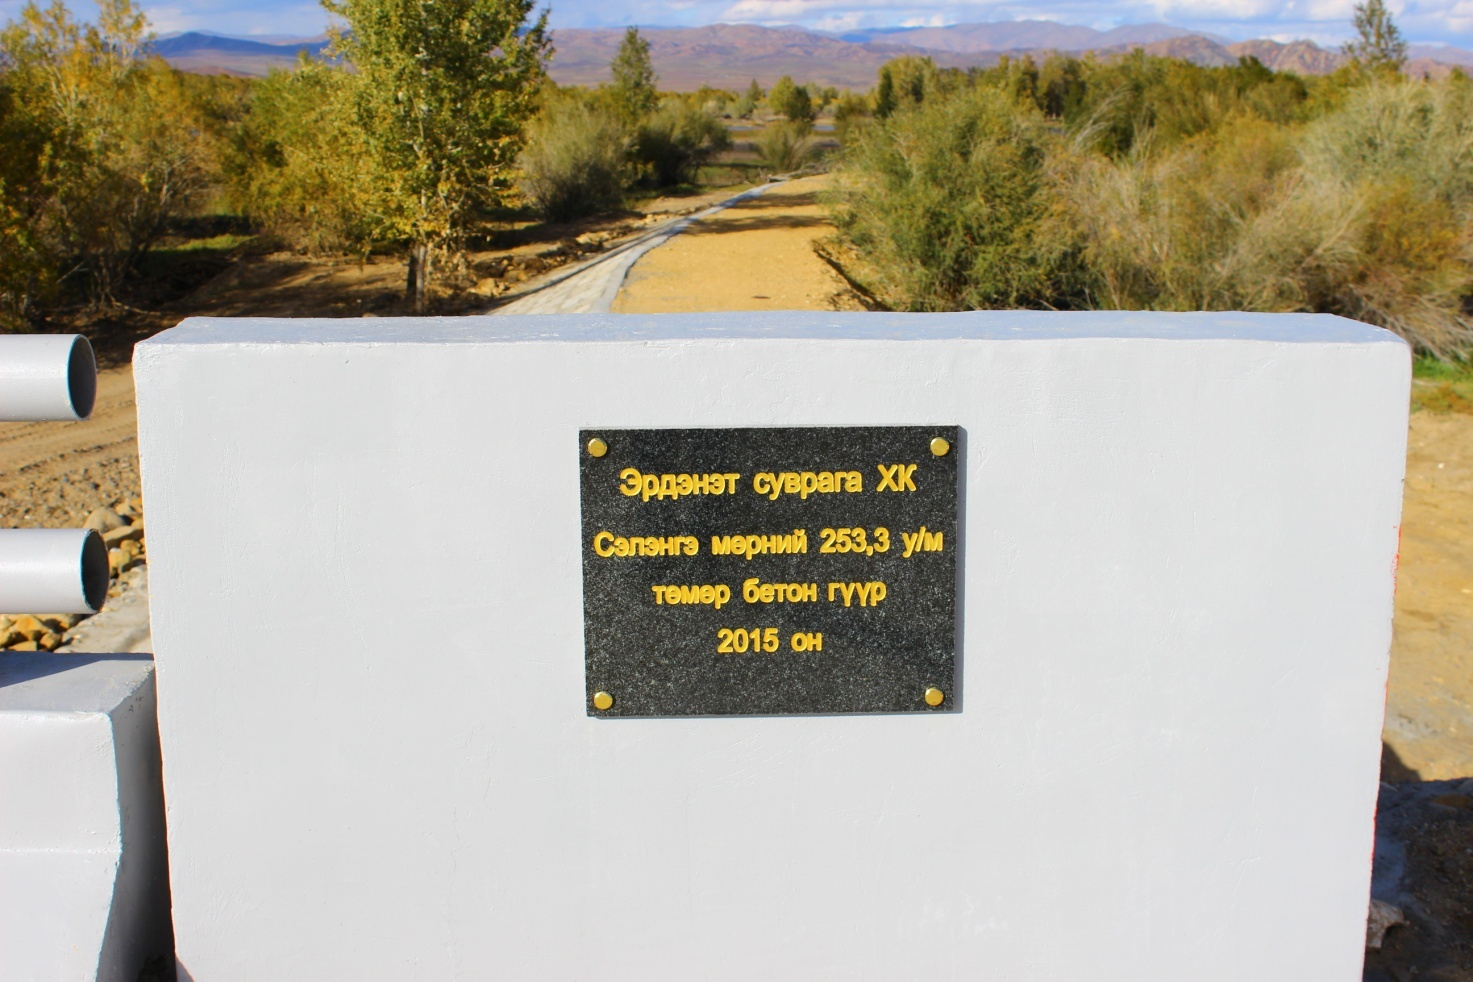 Эрдэнэт суврага ХК
Сэлэнгэ мөрний 253,3 у/м
төмөр бетон гүүр
2015 он